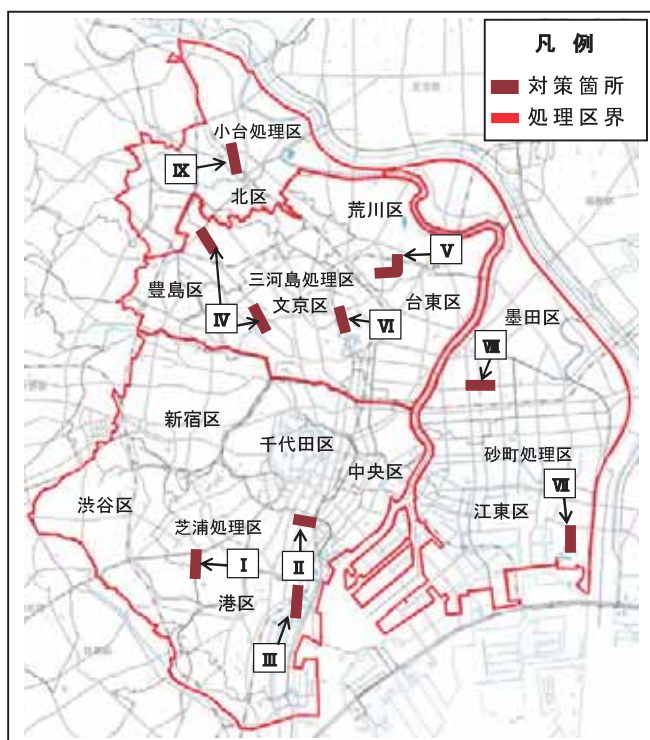 凡 例
対策箇所
処理区界
小台処理区
Ⅸ
北区
荒川区
Ⅴ
三河島処理区
豊島区
文京区
台東区
Ⅳ
Ⅵ
墨田区
Ⅷ
新宿区
千代田区
中央区
砂町処理区
Ⅶ
渋谷区
江東区
芝浦処理区
Ⅰ
Ⅱ
港区
Ⅲ